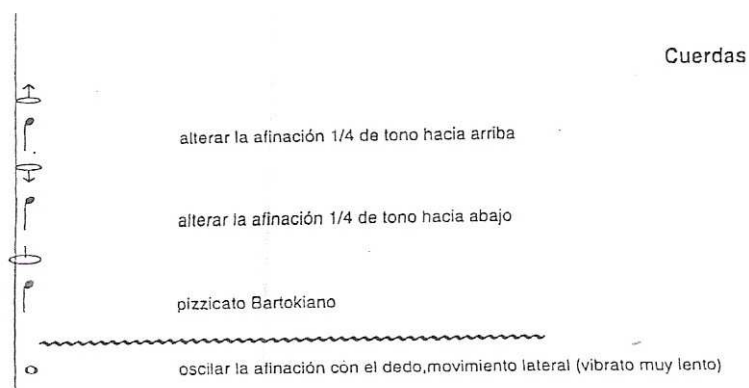 Cuerdas
alterar la afinación 1/4 de tono hacia arriba
alterar la afinación 1/4 de tono hacia abajo
pizzicato Bartokiano
oscilar la afinación con el dedo,movimiento lateral (vibrato muy lento)